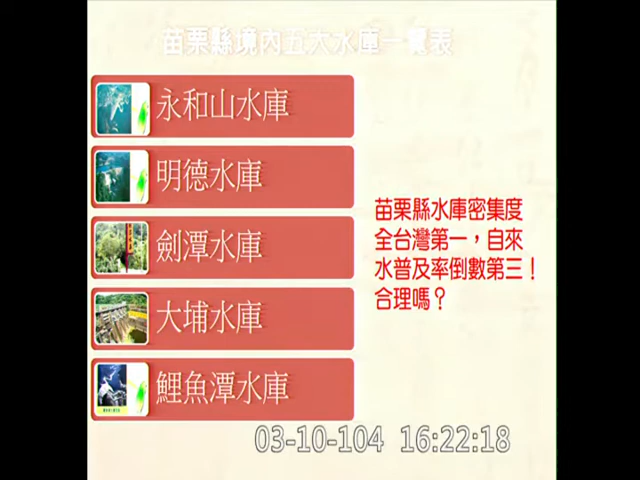 苗栗縣境內五大水庫一覽表
永和山水庫
明德水庫
劍潭水庫
大埔水庫
鯉魚潭水庫
苗栗縣水庫密集度
全台灣第一，自來
水普及率倒數第三！
合理嗎？
03-10-104 16:22:18